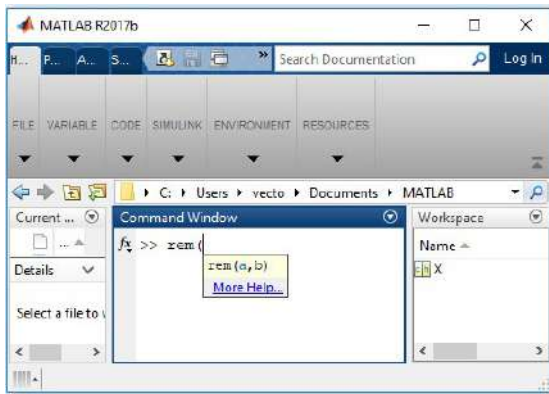 MATLAB R2017b
H... P... A... S... » Search Documentation Log In
FILE VARIABLE CODE SIMULINK ENVIRONMENT RESOURCES
C: Users vecto Documents MATLAB
Current ... Command Window Workspace
fx >> rem(
rem(a,b)
More Help...
... Name
Details X
Select a file to